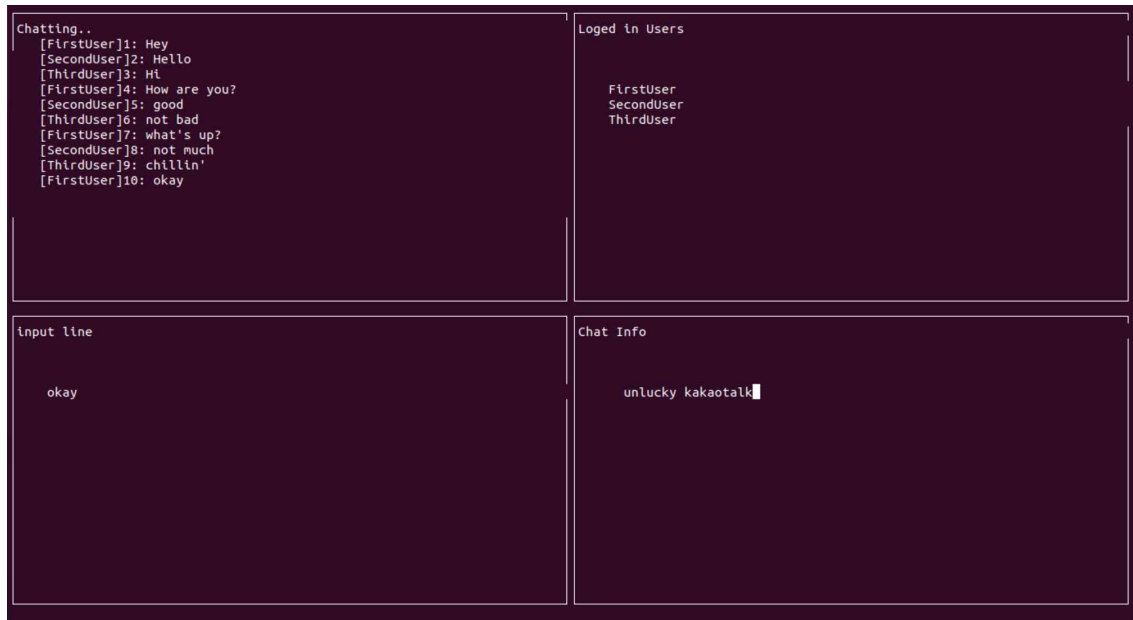 Chatting..
[FirstUser]1: Hey
[SecondUser]2: Hello
[ThirdUser]3: Hi
[FirstUser]4: How are you?
[SecondUser]5: good
[ThirdUser]6: not bad
[FirstUser]7: what's up?
[SecondUser]8: not much
[ThirdUser]9: chillin'
[FirstUser]10: okay
Loged in Users
FirstUser
SecondUser
ThirdUser
input line
okay
Chat Info
unlucky kakaotalk